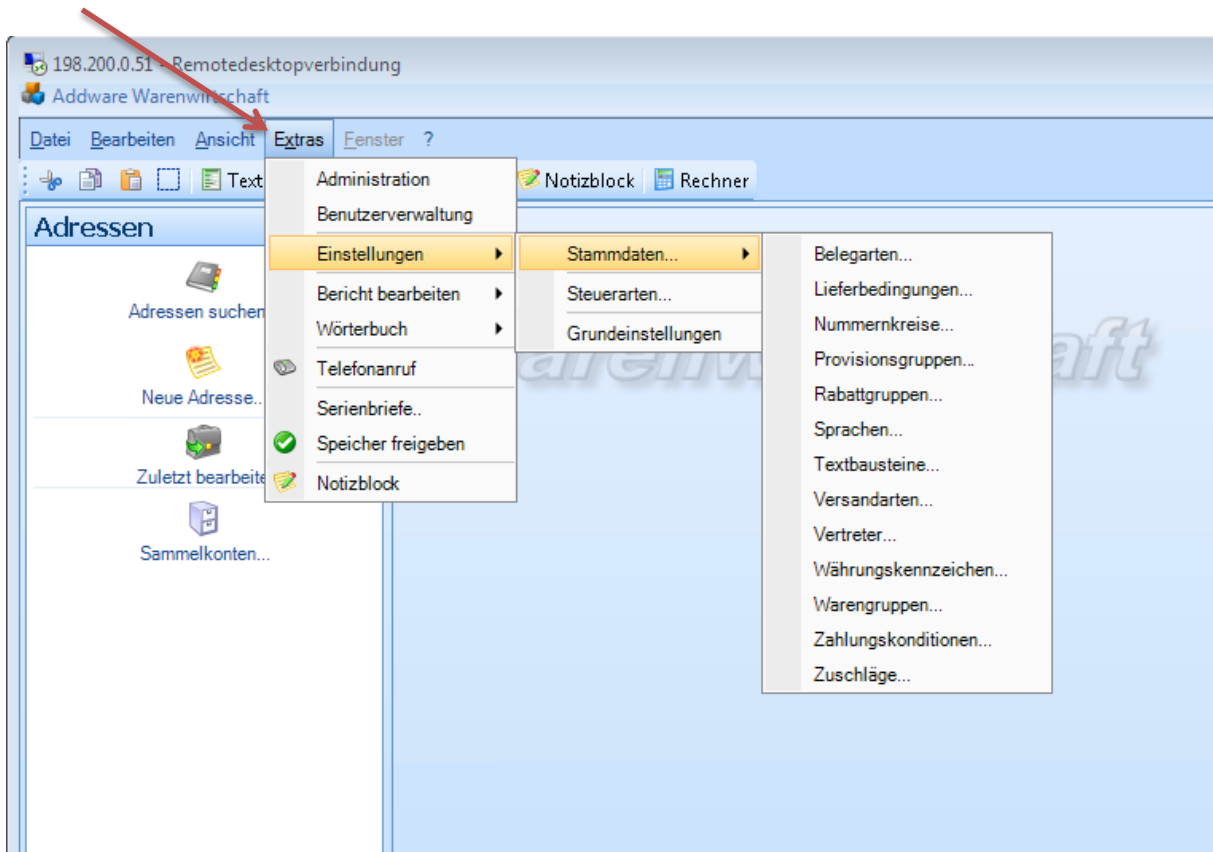 198.200.0.51 - Remotedesktopverbindung
Addware Warenwirtschaft
Datei Bearbeiten Ansicht Extras Fenster ?
Text Notizblock Rechner
Adressen
Adressen suchen
Neue Adresse..
Zuletzt bearbeite
Sammelkonten...
Administration
Benutzerverwaltung
Einstellungen
Bericht bearbeiten
Wörterbuch
Telefonanruf
Serienbriefe..
Speicher freigeben
Notizblock
Stammdaten...
Steuerarten...
Grundeinstellungen
Belegarten...
Lieferbedingungen...
Nummernkreise...
Provisionsgruppen...
Rabattgruppen...
Sprachen...
Textbausteine...
Versandarten...
Vertreter...
Währungskennzeichen...
Warengruppen...
Zahlungskonditionen...
Zuschläge...